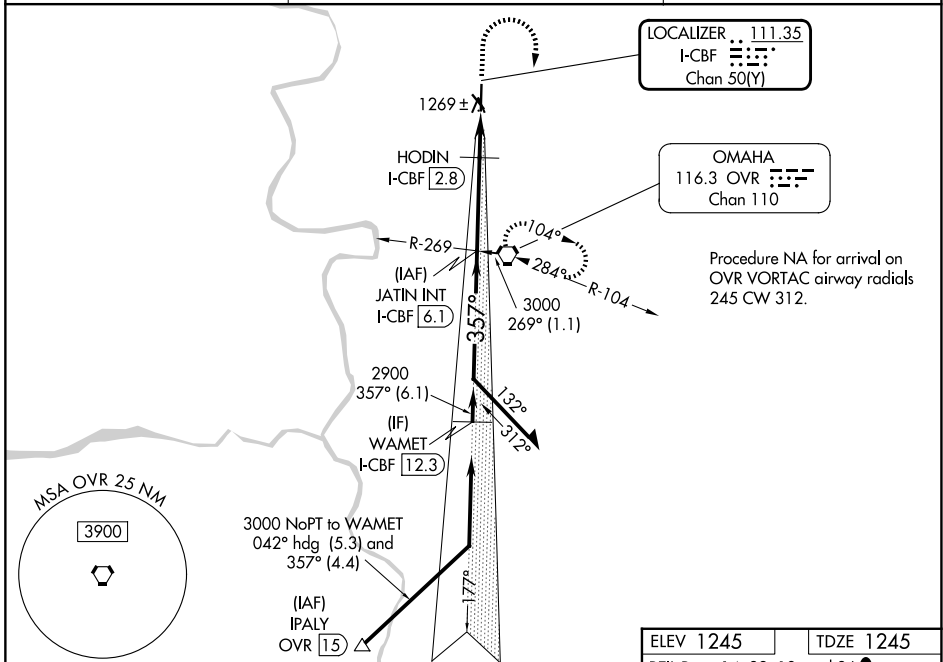 LOCALIZER 111.35
I-CBF
Chan 50(Y)
1269 ±
HODIN
I-CBF 2.8
OMAHA
116.3 OVR
Chan 110
R-269
104°
284°
R-104
(IAF)
JATIN INT
I-CBF 6.1
3000
269° (1.1)
Procedure NA for arrival on
OVR VORTAC airway radials
245 CW 312.
357°
2900
357° (6.1)
132°
312°
(IF)
WAMET
I-CBF 12.3
MSA OVR 25 NM
3900
3000 NoPT to WAMET
042° hdg (5.3) and
357° (4.4)
177°
(IAF)
IPALY
OVR 15
ELEV 1245
TDZE 1245